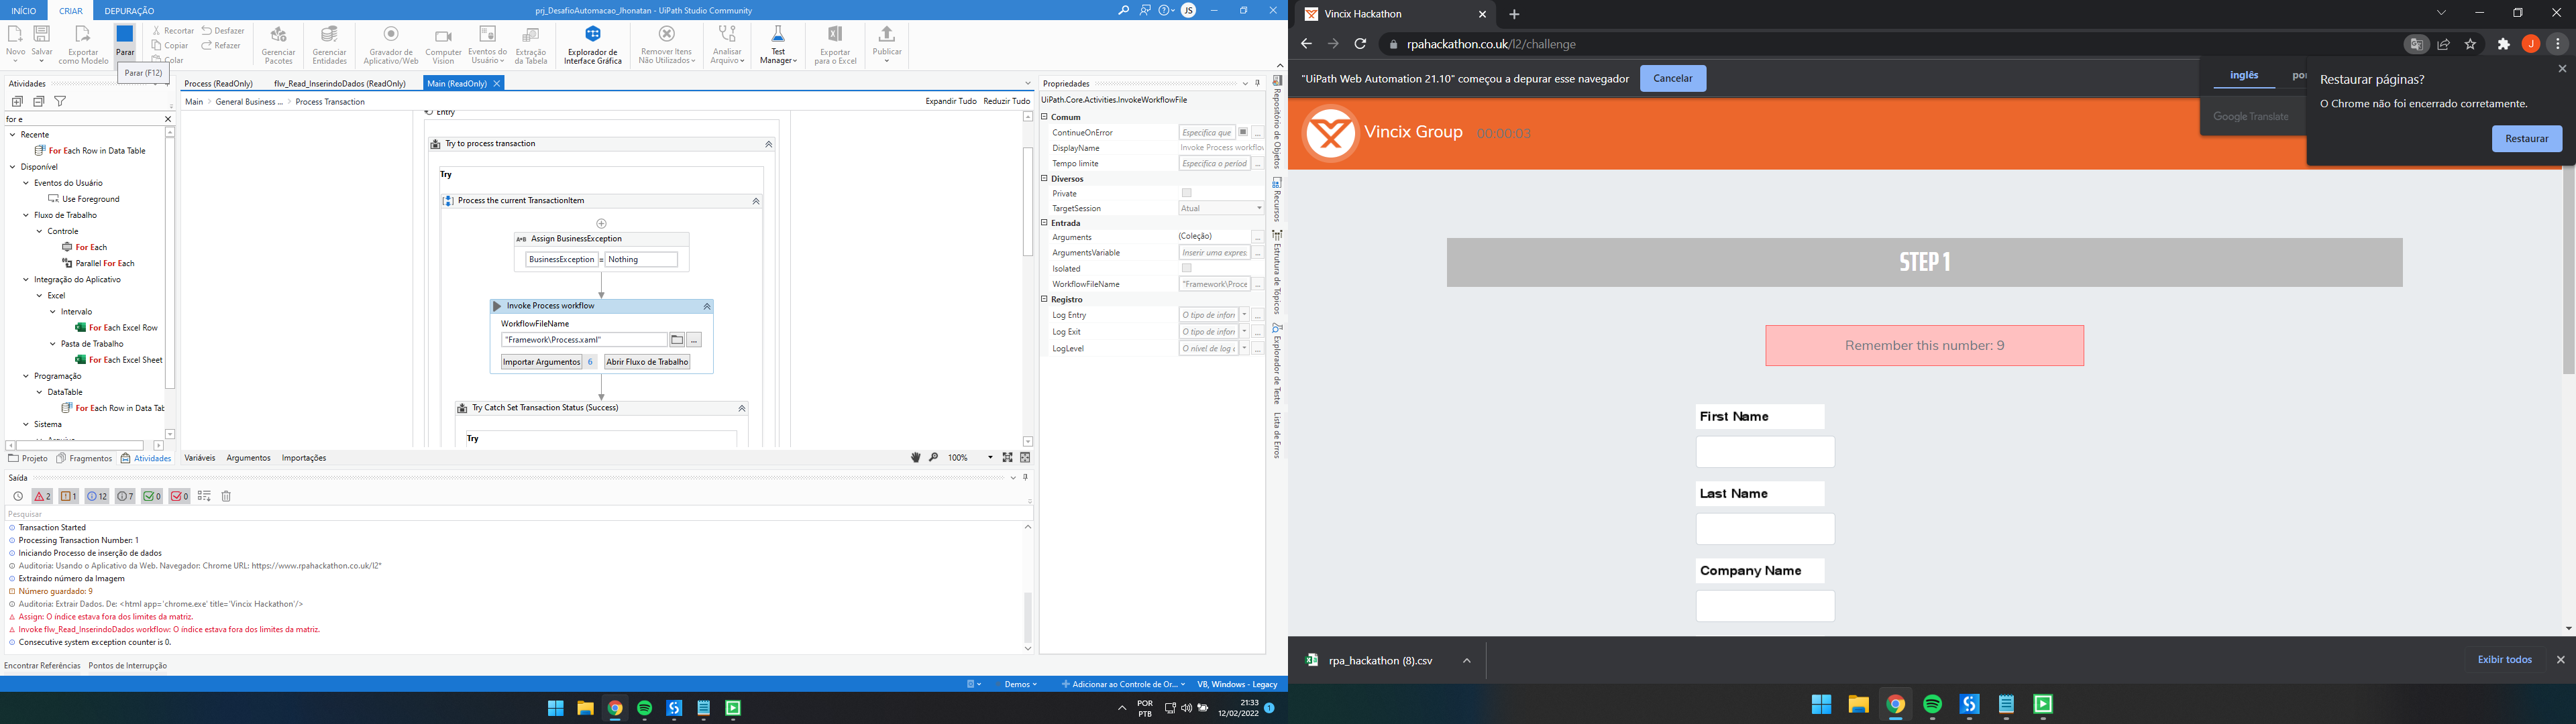 INÍCIO CRIAR DEPURAÇÃO
prj_DesafioAutomacao_Jhonatan - UiPath Studio Community
JS
Novo
Salvar
Exportar como Modelo
Parar
Recortar
Copiar
Colar
Desfazer
Refazer
Gerenciar Pacotes
Gerenciar Entidades
Gravador de Aplicativo/Web
Computer Vision
Eventos do Usuário
Extração da Tabela
Explorador de Interface Gráfica
Remover Itens Não Utilizados
Analisar Arquivo
Test Manager
Exportar para o Excel
Publicar
Parar (F12)
Atividades
for e
Recente
For Each Row in Data Table
Disponível
Eventos do Usuário
Use Foreground
Fluxo de Trabalho
Controle
For Each
Parallel For Each
Integração do Aplicativo
Excel
Intervalo
For Each Excel Row
Pasta de Trabalho
For Each Excel Sheet
Programação
DataTable
For Each Row in Data Tab
Sistema
Projeto Fragmentos Atividades
Process (ReadOnly) flw_Read_InserindoDados (ReadOnly) Main (ReadOnly)
Main > General Business ... > Process Transaction
Expandir Tudo Reduzir Tudo
Entry
Try to process transaction
Try
Process the current TransactionItem
A+B Assign BusinessException
BusinessException = Nothing
Invoke Process workflow
WorkflowFileName
"Framework\Process.xaml"
...
Importar Argumentos 6 Abrir Fluxo de Trabalho
Try Catch Set Transaction Status (Success)
Try
Variáveis Argumentos Importações
100%
Propriedades
UiPath.Core.Activities.InvokeWorkflowFile
Comum
ContinueOnError Especifica que
DisplayName Invoke Process workflov
Tempo limite Especifica o period
Diversos
Private
TargetSession Atual
Entrada
Arguments (Coleção)
ArgumentsVariable Inserir uma expres
Isolated
WorkflowFileName "Framework\Proce
Registro
Log Entry O tipo de inforr
Log Exit O tipo de inforr
LogLevel O nível de log
Repositório de Objetos
Recursos
Estrutura de Tópicos
Explorador de Teste
Lista de Erros
Saída
2 1 12 7 0 0
Pesquisar
Transaction Started
Processing Transaction Number: 1
Iniciando Processo de inserção de dados
Auditoria: Usando o Aplicativo da Web. Navegador: Chrome URL: https://www.rpahackathon.co.uk/l2"
Extraindo número da Imagem
Número guardado: 9
Auditoria: Extrair Dados. De: <html app='chrome.exe' title='Vincix Hackathon'/>
Assign: O índice estava fora dos limites da matriz.
Invoke flw_Read_InserindoDados workflow: O índice estava fora dos limites da matriz.
Consecutive system exception counter is 0.
Encontrar Referências Pontos de Interrupção
Demos
Adicionar ao Controle de Or...
VB, Windows - Legacy
POR
PTB
21:33
12/02/2022
1
Vincix Hackathon
rpahackathon.co.uk/l2/challenge
J
"UiPath Web Automation 21.10" começou a depurar esse navegador
Cancelar
inglês por
Google Translate
Restaurar páginas?
O Chrome não foi encerrado corretamente.
Restaurar
Vincix Group 00:00:03
STEP 1
Remember this number: 9
First Name
Last Name
Company Name
rpa_hackathon (8).csv
Exibir todos